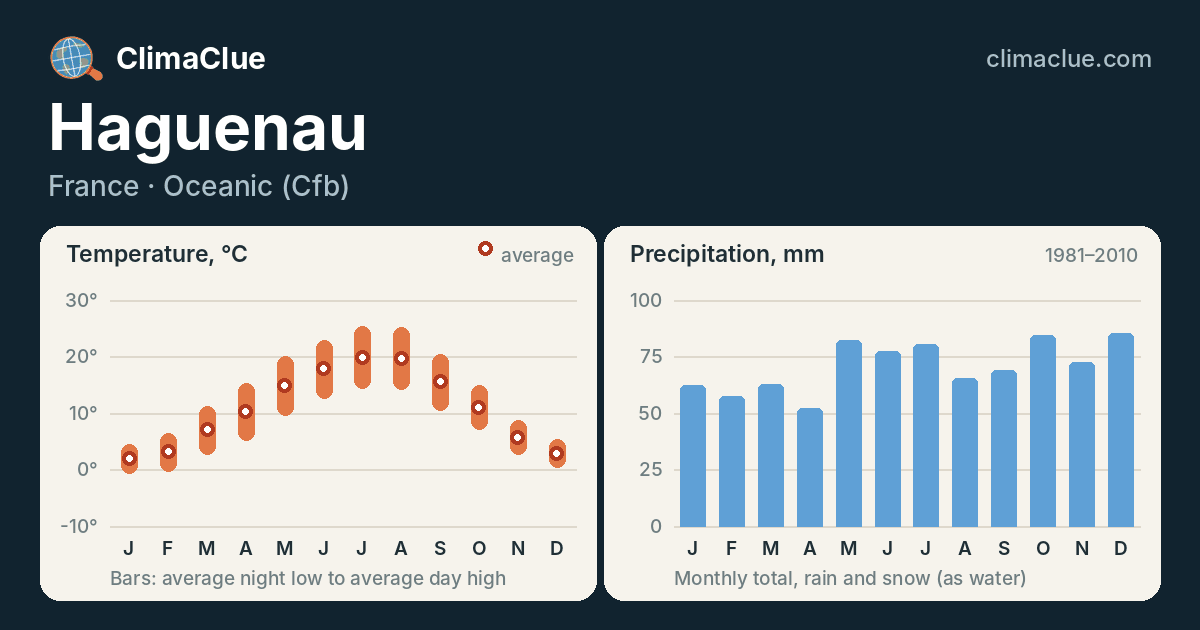 ClimaClue
climaclue.com
Haguenau
France · Oceanic (Cfb)
Temperature, °C
average
30°
20°
10°
0°
-10°
J F M A M J J A S O N D
Bars: average night low to average day high
Precipitation, mm
1981–2010
100
75
50
25
0
J F M A M J J A S O N D
Monthly total, rain and snow (as water)